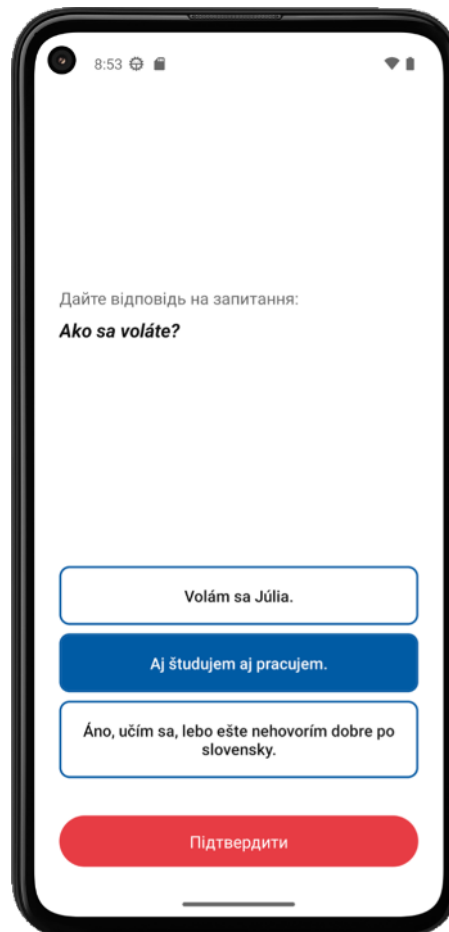 8:53
Дайте відповідь на запитання:
Ako sa voláte?
Volám sa Júlia.
Aj študujem aj pracujem.
Áno, učím sa, lebo ešte nehovorím dobre po
slovensky.
Підтвердити